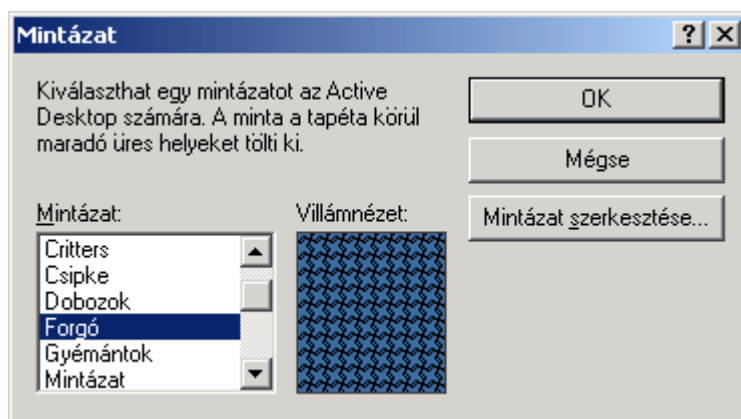 Mintázat
Kiválaszthat egy mintázatot az Active
Desktop számára. A minta a tapéta körül
maradó üres helyeket tölti ki.
OK
Mégse
Mintázat szerkesztése...
Mintázat:
Villámnézet:
Critters
Csipke
Dobozok
Forgó
Gyémántok
Mintázat